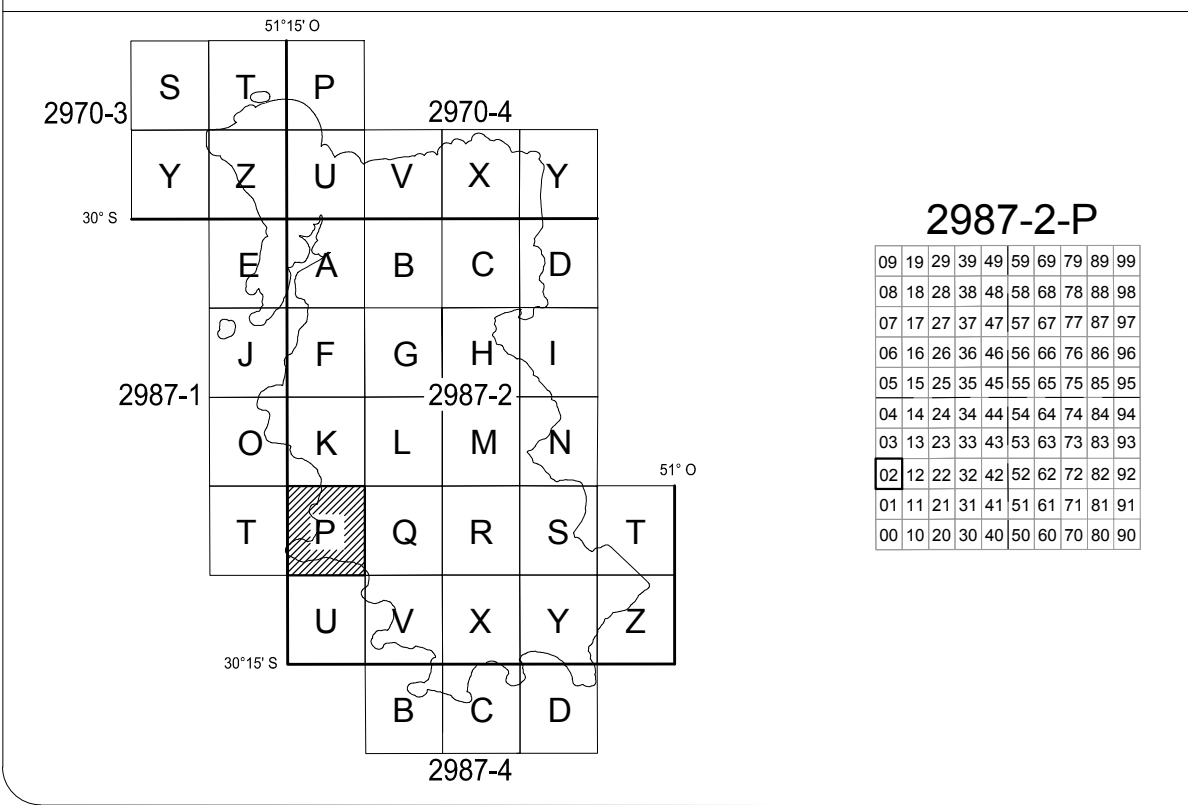 51°15' O
S T P
2970-3 2970-4
Y Z U V X Y
30° S
E A B C D
J F G H I
2987-1 2987-2
O K L M N
51° O
T P Q R S T
U V X Y Z
30°15' S
B C D
2987-4
2987-2-P
09 19 29 39 49 59 69 79 89 99
08 18 28 38 48 58 68 78 88 98
07 17 27 37 47 57 67 77 87 97
06 16 26 36 46 56 66 76 86 96
05 15 25 35 45 55 65 75 85 95
04 14 24 34 44 54 64 74 84 94
03 13 23 33 43 53 63 73 83 93
02 12 22 32 42 52 62 72 82 92
01 11 21 31 41 51 61 71 81 91
00 10 20 30 40 50 60 70 80 90